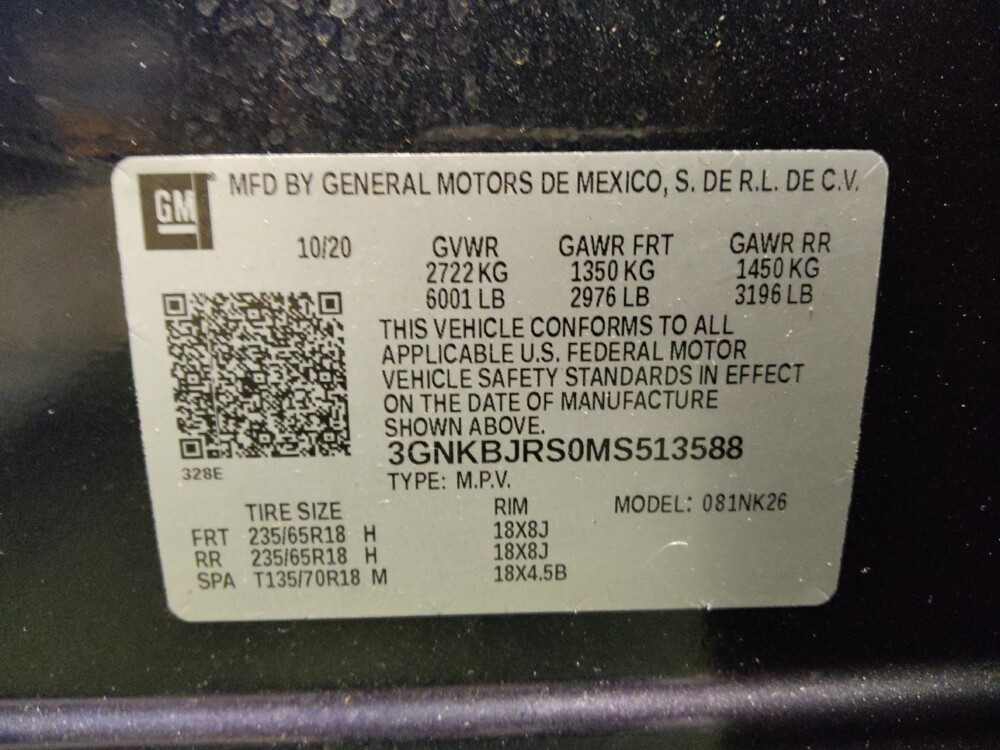 GM ® MFD BY GENERAL MOTORS DE MEXICO, S. DE R.L. DE C.V.
10/20 GVWR GAWR FRT GAWR RR
2722 KG 1350 KG 1450 KG
6001 LB 2976 LB 3196 LB
THIS VEHICLE CONFORMS TO ALL
APPLICABLE U.S. FEDERAL MOTOR
VEHICLE SAFETY STANDARDS IN EFFECT
ON THE DATE OF MANUFACTURE
SHOWN ABOVE.
3GNKBJRS0MS513588
328E
TYPE: M.P.V.
TIRE SIZE RIM MODEL: 081NK26
FRT 235/65R18 H 18X8J
RR 235/65R18 H 18X8J
SPA T135/70R18 M 18X4.5B